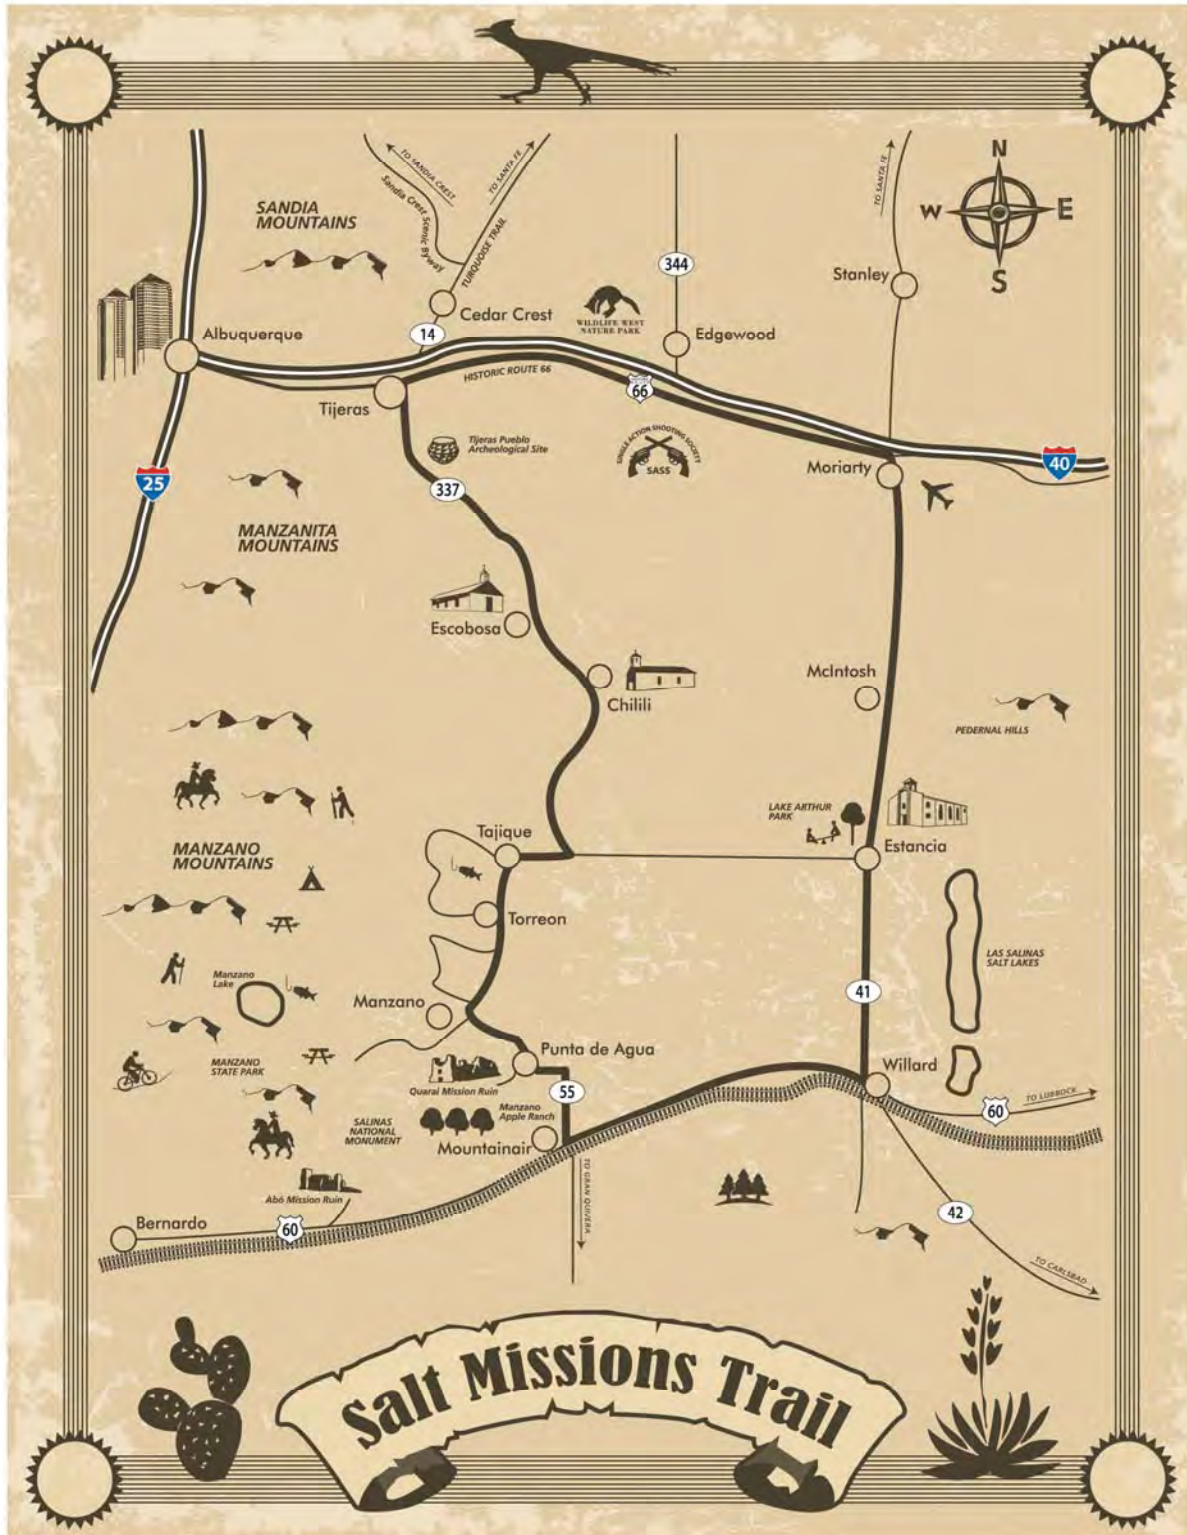 N
W
E
S
TO SANDIA CREST
Sandia Crest Scenic Byway
TO SANTA FE
TURQUOISE TRAIL
TO SANTA FE
SANDIA
MOUNTAINS
344
Stanley
Cedar Crest
14
WILDLIFE WEST
NATURE PARK
Edgewood
Albuquerque
HISTORIC ROUTE 66
66
Tijeras
Tijeras Pueblo
Archeological Site
SINGLE ACTION SHOOTING SOCIETY
SASS
Moriarty
40
25
337
MANZANITA
MOUNTAINS
Escobosa
Chilili
McIntosh
PEDERNAL HILLS
LAKE ARTHUR
PARK
Tajique
Estancia
MANZANO
MOUNTAINS
Torreon
LAS SALINAS
SALT LAKES
Manzano
Lake
Manzano
41
Punta de Agua
Willard
MANZANO
STATE PARK
Quarai Mission Ruin
55
TO LUBBOCK
60
Manzano
Apple Ranch
SALINAS
NATIONAL
MONUMENT
Mountainair
TO GRAN QUIVERA
Abó Mission Ruin
Bernardo
60
42
TO CARLSBAD
Salt Missions Trail